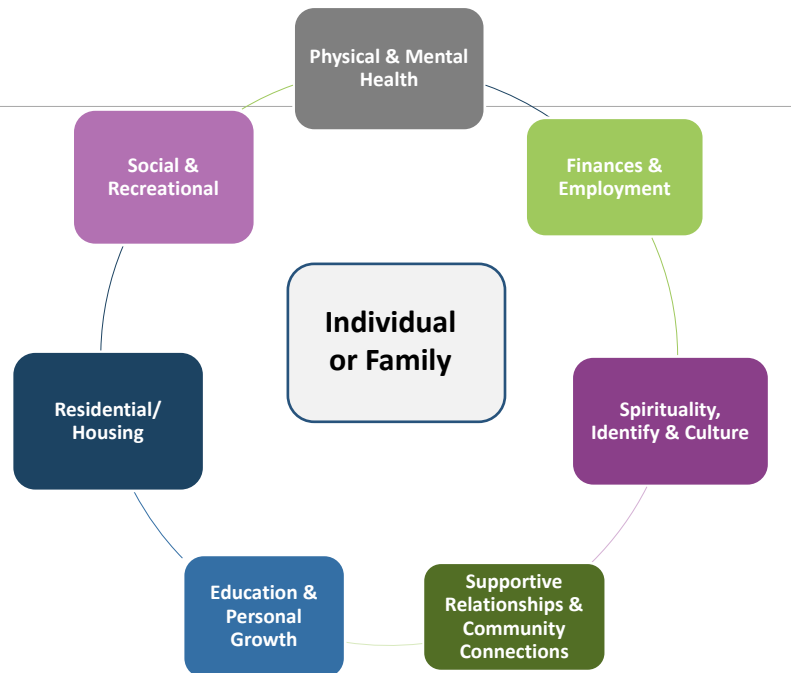 Physical & Mental
Health
Finances &
Employment
Spirituality,
Identify & Culture
Supportive
Relationships &
Community
Connections
Education &
Personal
Growth
Residential/
Housing
Social &
Recreational
Individual
or Family